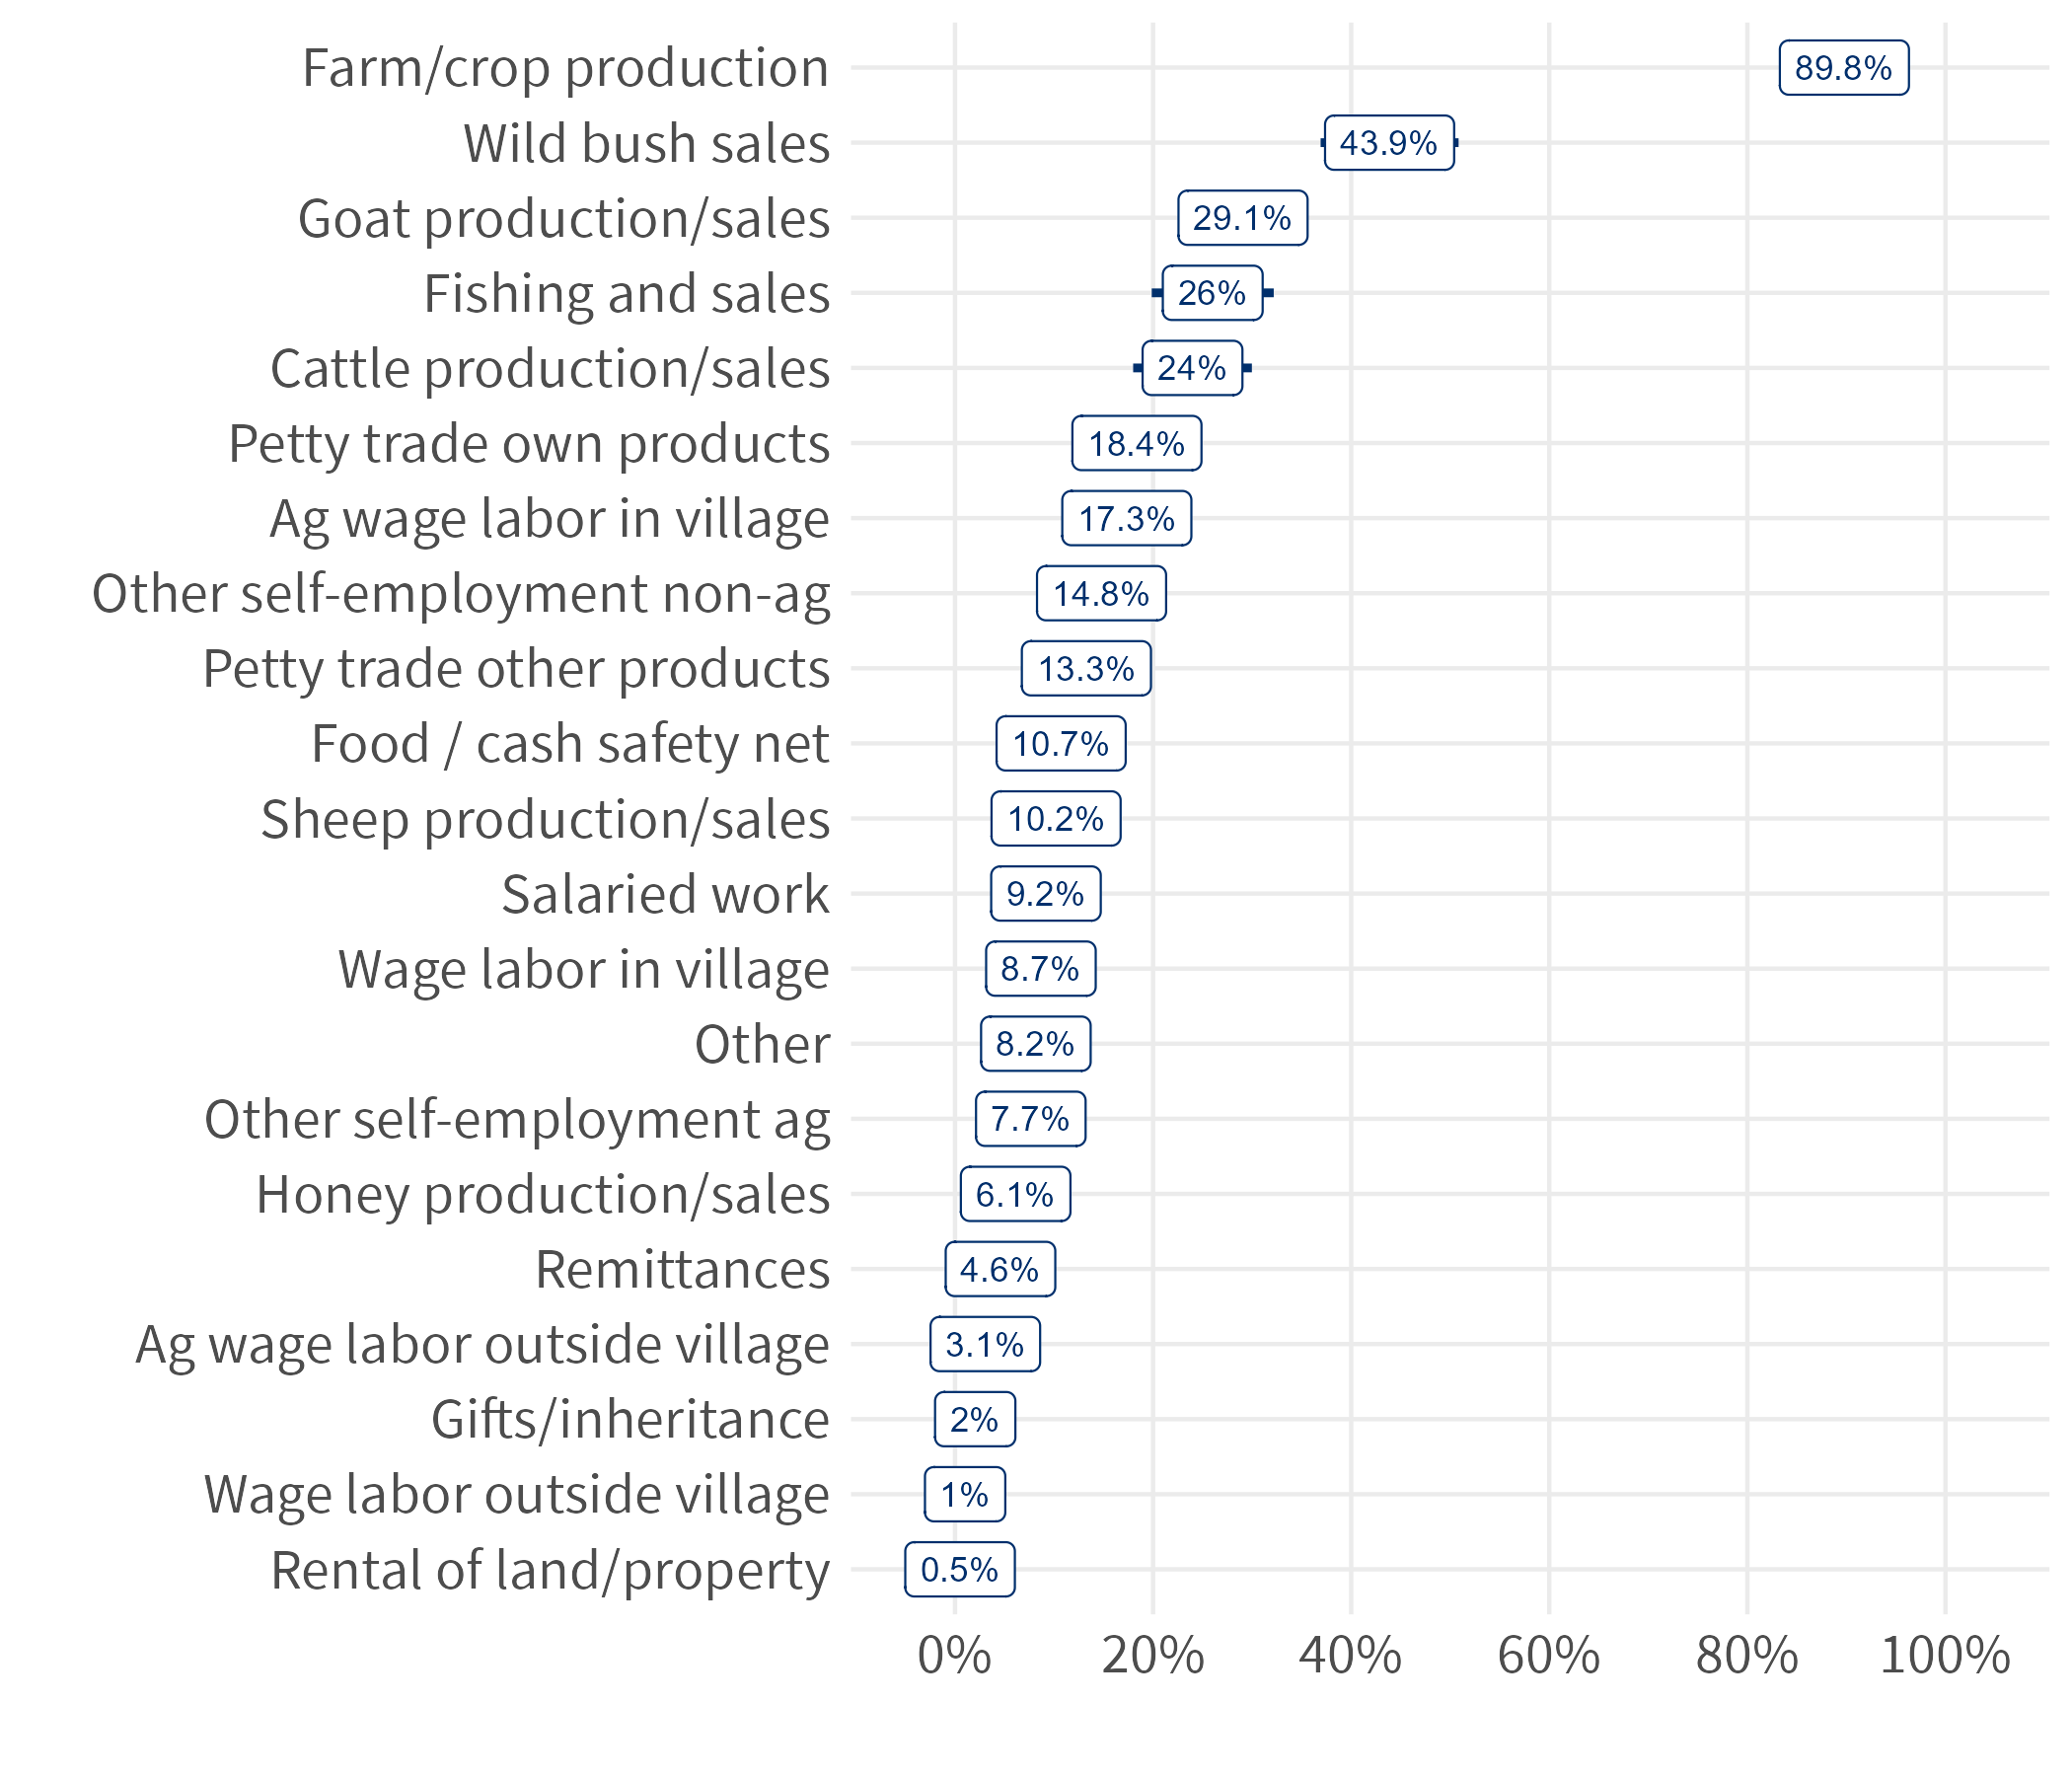 Farm/crop production 89.8%
Wild bush sales 43.9%
Goat production/sales 29.1%
Fishing and sales 26%
Cattle production/sales 24%
Petty trade own products 18.4%
Ag wage labor in village 17.3%
Other self-employment non-ag 14.8%
Petty trade other products 13.3%
Food / cash safety net 10.7%
Sheep production/sales 10.2%
Salaried work 9.2%
Wage labor in village 8.7%
Other 8.2%
Other self-employment ag 7.7%
Honey production/sales 6.1%
Remittances 4.6%
Ag wage labor outside village 3.1%
Gifts/inheritance 2%
Wage labor outside village 1%
Rental of land/property 0.5%
0% 20% 40% 60% 80% 100%